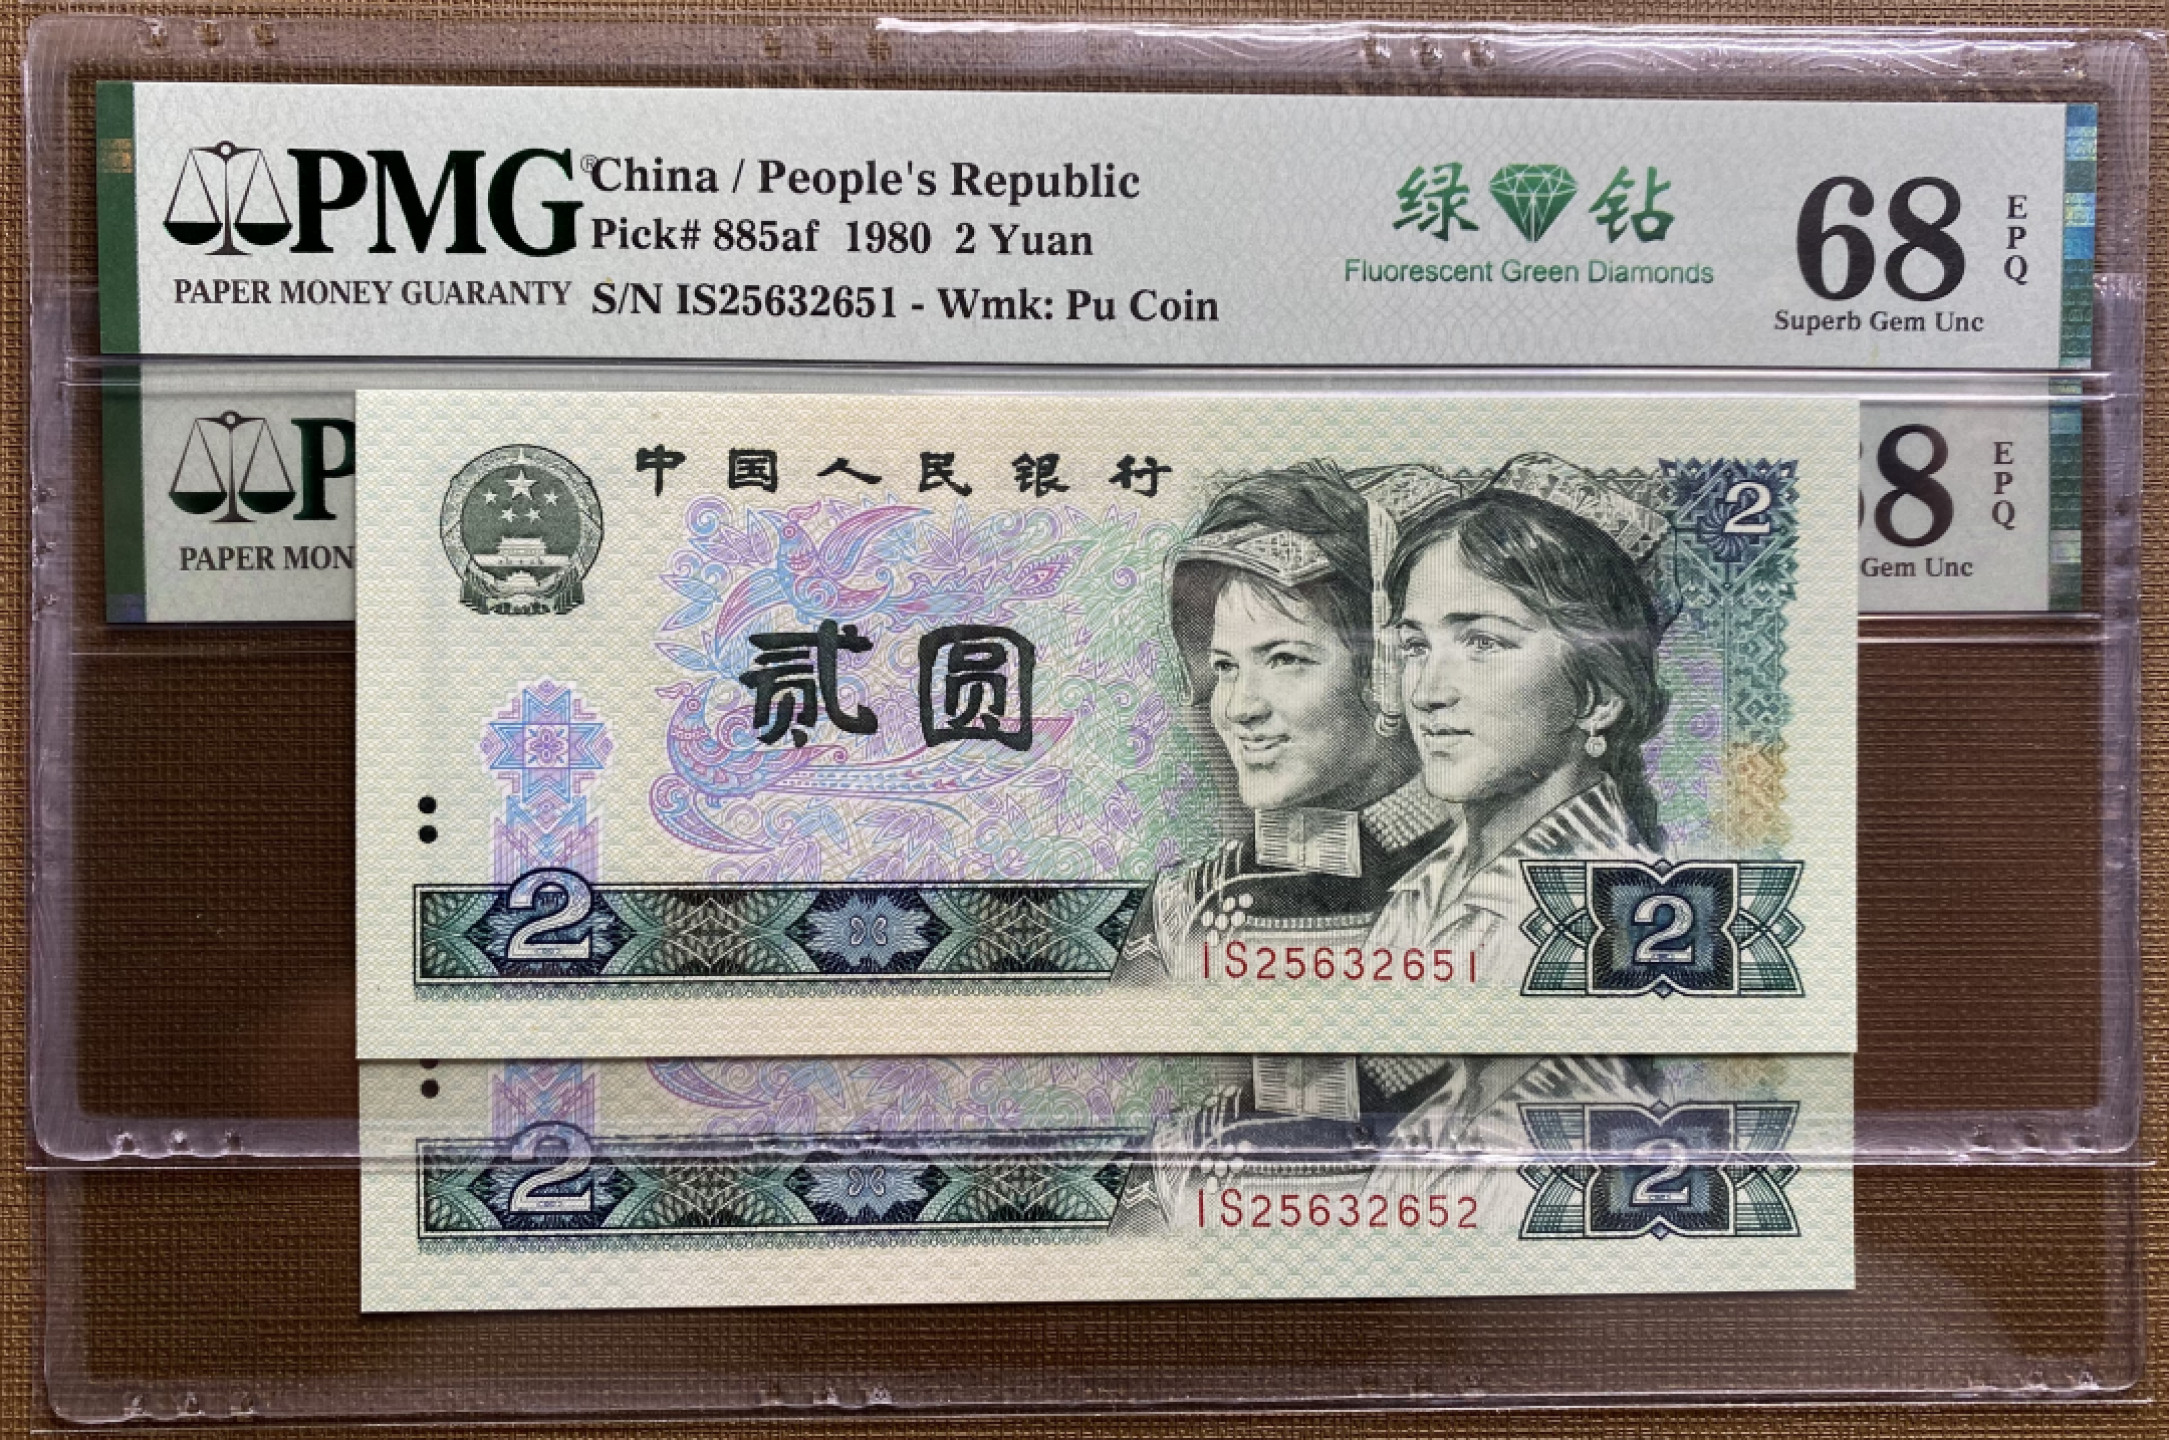 PMG®
PAPER MONEY GUARANTY
China / People's Republic
Pick# 885af 1980 2 Yuan
S/N IS25632651 - Wmk: Pu Coin
绿钻
Fluorescent Green Diamonds
68
EPQ
Superb Gem Unc
P
PAPER MON
68
EPQ
Gem Unc
中国人民银行
2
贰圆
2
IS25632651
2
2
IS25632652
2